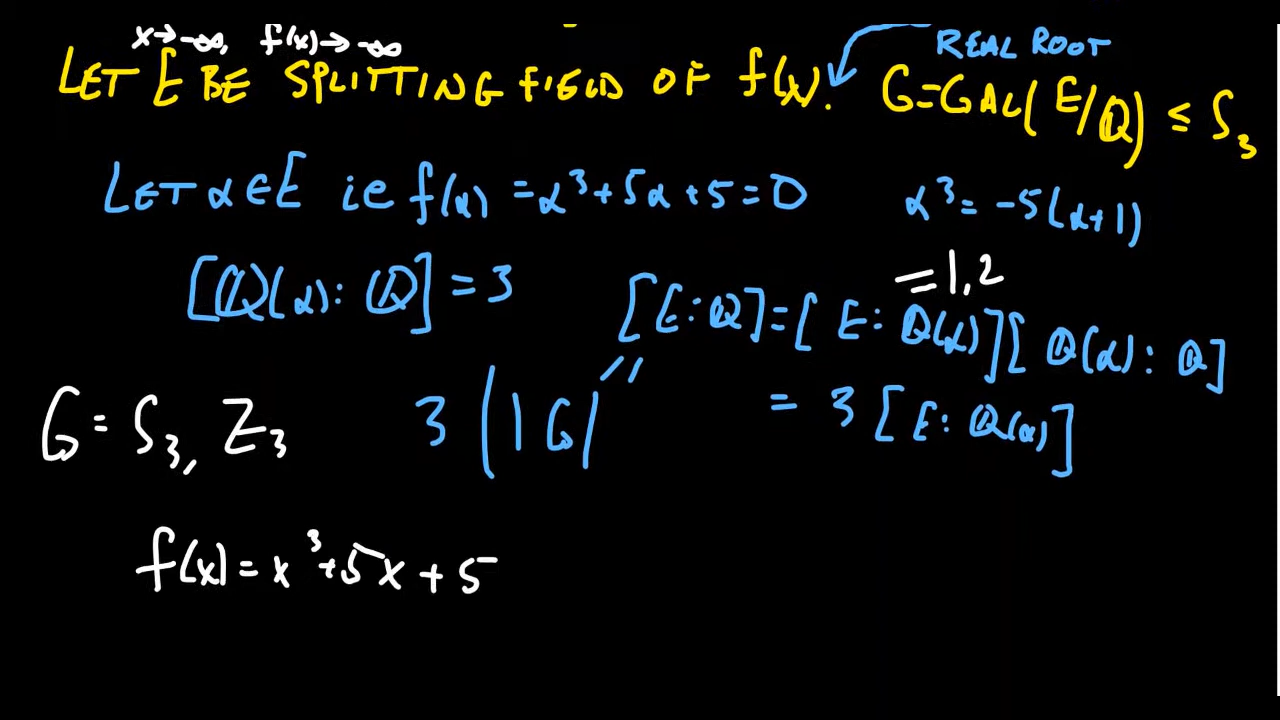 x→-∞, f(x)→-∞
REAL ROOT
LET E BE SPLITTING FIELD OF f(x). G=GAL(E/Q) ≤ S₃
LET α∈E ie f(α) = α³+5α+5=0 α³= -5(α+1)
=1,2
[Q(α): Q] = 3 [E:Q]=[E: Q(α)][Q(α): Q]
G= S₃, Z₃ 3 | |G| = 3 [E: Q(α)]
f(x)= x³+5x+5